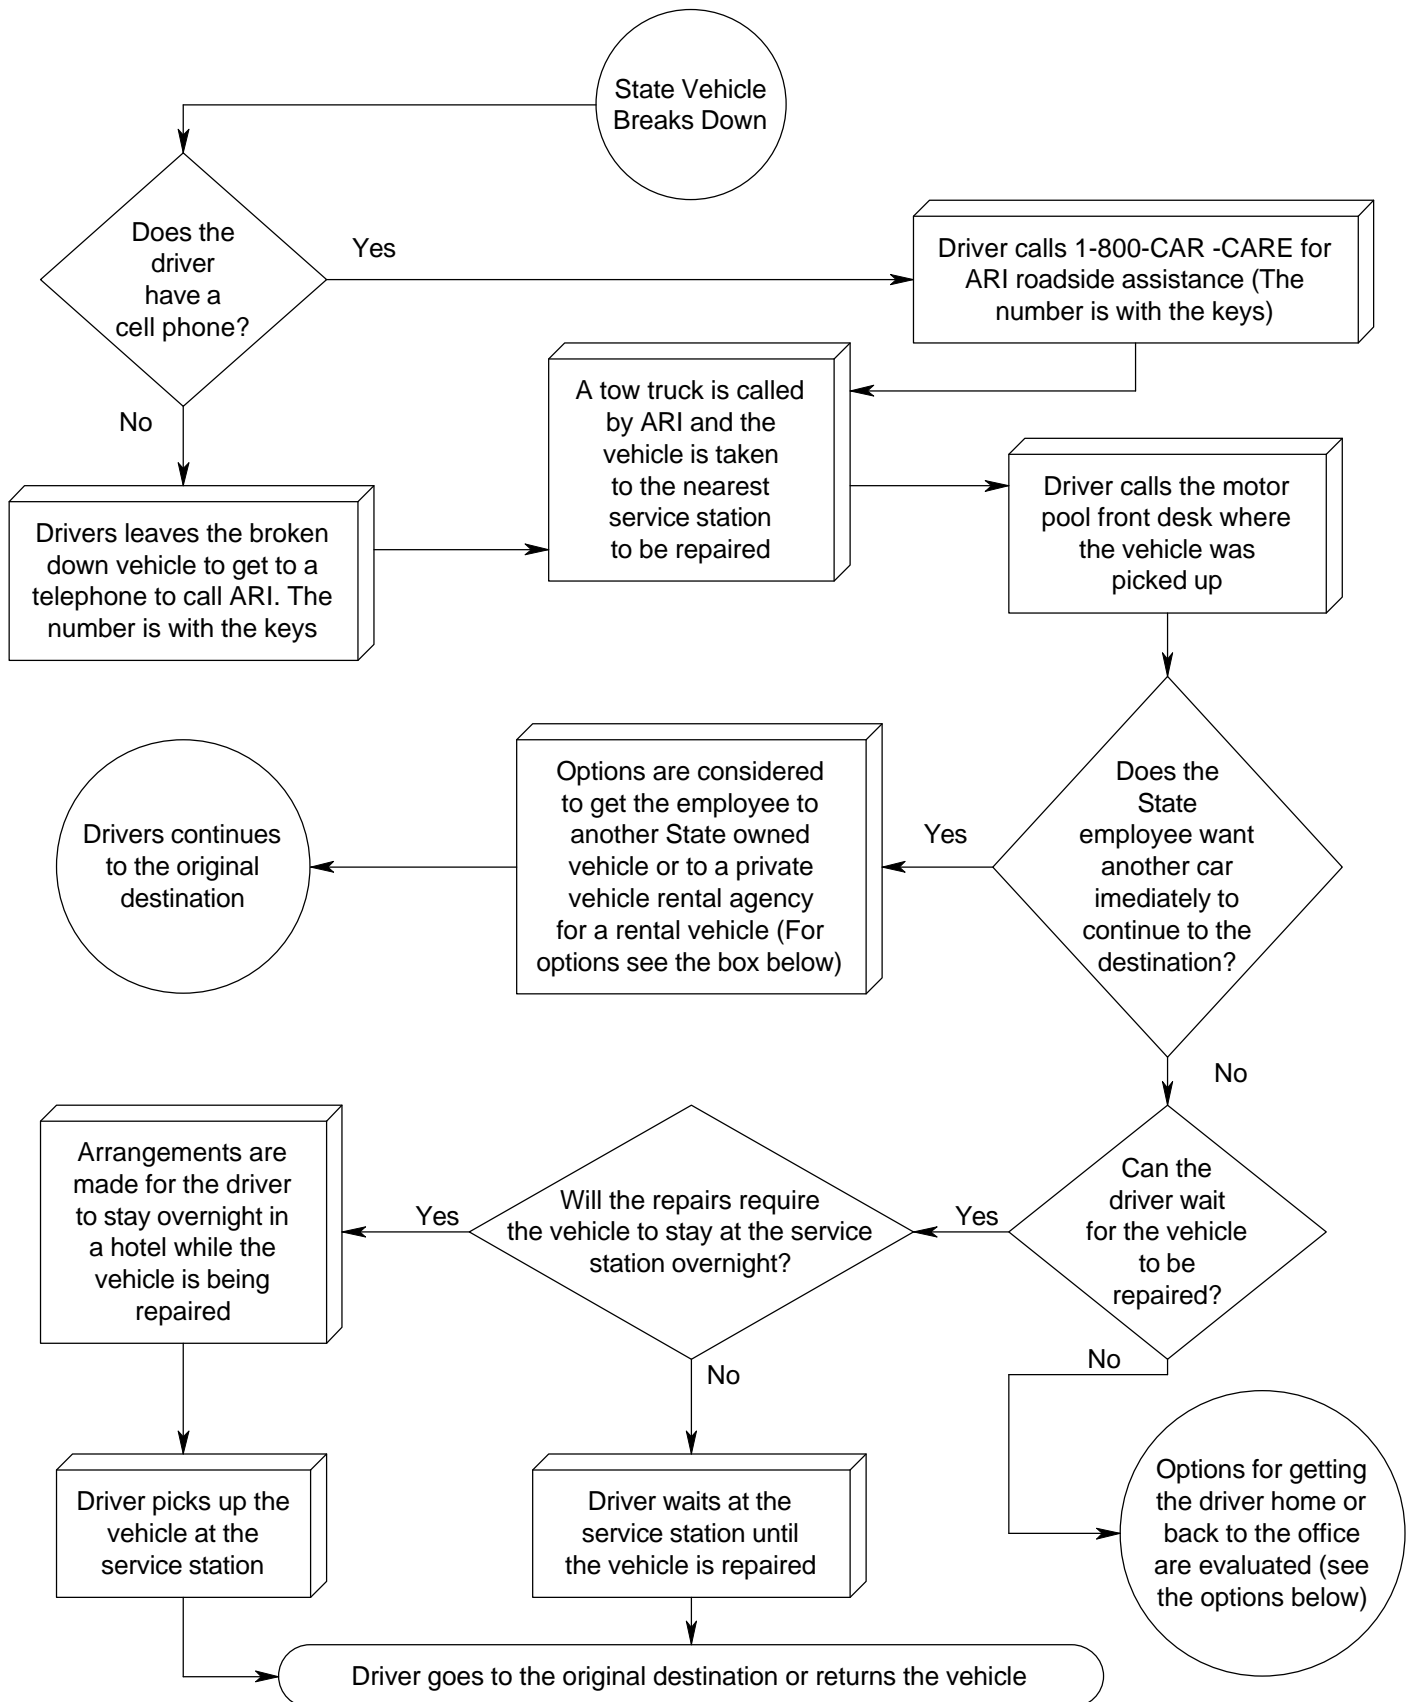 State Vehicle
Breaks Down
Does the
driver
have a
cell phone?
Yes
Driver calls 1-800-CAR -CARE for
ARI roadside assistance (The
number is with the keys)
No
A tow truck is called
by ARI and the
vehicle is taken
to the nearest
service station
to be repaired
Drivers leaves the broken
down vehicle to get to a
telephone to call ARI. The
number is with the keys
Driver calls the motor
pool front desk where
the vehicle was
picked up
Does the
State
employee want
another car
imediately to
continue to the
destination?
Yes
Options are considered
to get the employee to
another State owned
vehicle or to a private
vehicle rental agency
for a rental vehicle (For
options see the box below)
Drivers continues
to the original
destination
No
Can the
driver wait
for the vehicle
to be
repaired?
Yes
Will the repairs require
the vehicle to stay at the service
station overnight?
Yes
Arrangements are
made for the driver
to stay overnight in
a hotel while the
vehicle is being
repaired
No
No
Options for getting
the driver home or
back to the office
are evaluated (see
the options below)
Driver picks up the
vehicle at the
service station
Driver waits at the
service station until
the vehicle is repaired
Driver goes to the original destination or returns the vehicle